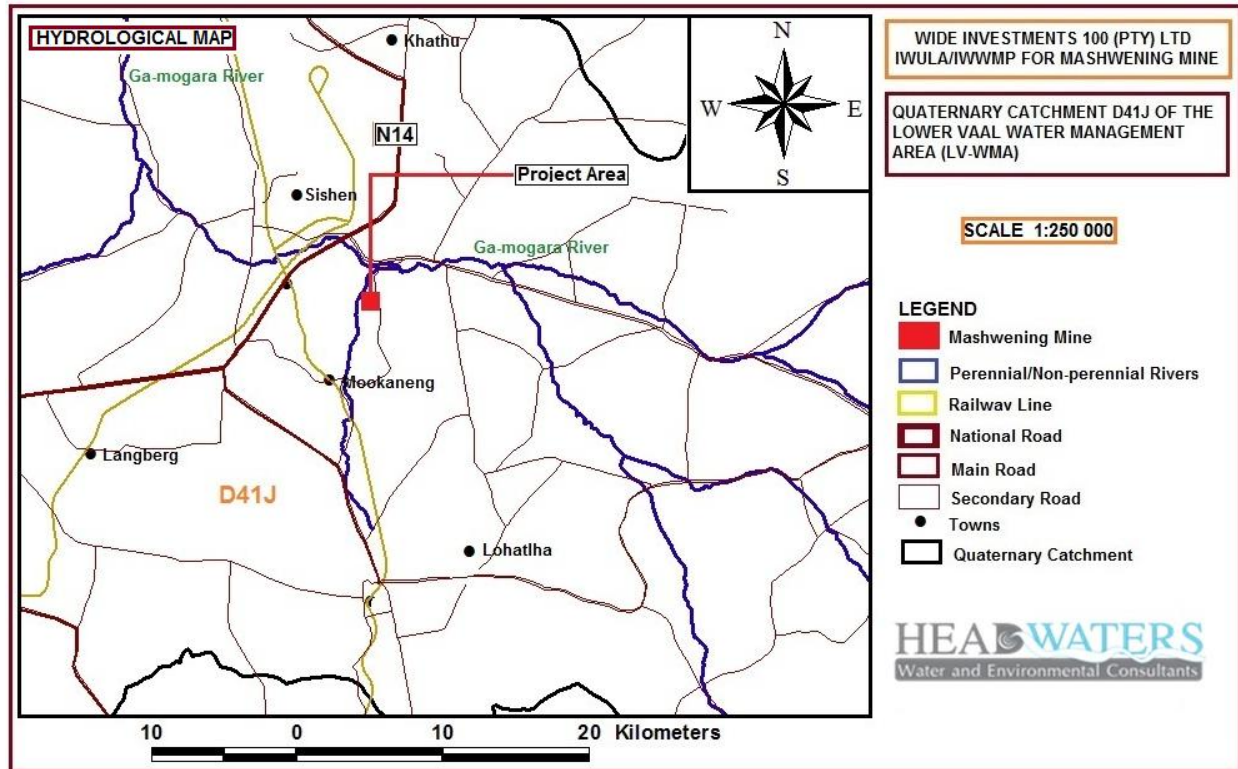 HYDROLOGICAL MAP
Khathu
Ga-mogara River
N14
Project Area
Sishen
Ga-mogara River
Mookaneng
Langberg
D41J
Lohatlha
N
W
E
S
10 0 10 20 Kilometers
WIDE INVESTMENTS 100 (PTY) LTD
IWULA/IWWMP FOR MASHWENING MINE
QUATERNARY CATCHMENT D41J OF THE
LOWER VAAL WATER MANAGEMENT
AREA (LV-WMA)
SCALE 1:250 000
LEGEND
Mashwening Mine
Perennial/Non-perennial Rivers
Railway Line
National Road
Main Road
Secondary Road
Towns
Quaternary Catchment
HEADWATERS
Water and Environmental Consultants